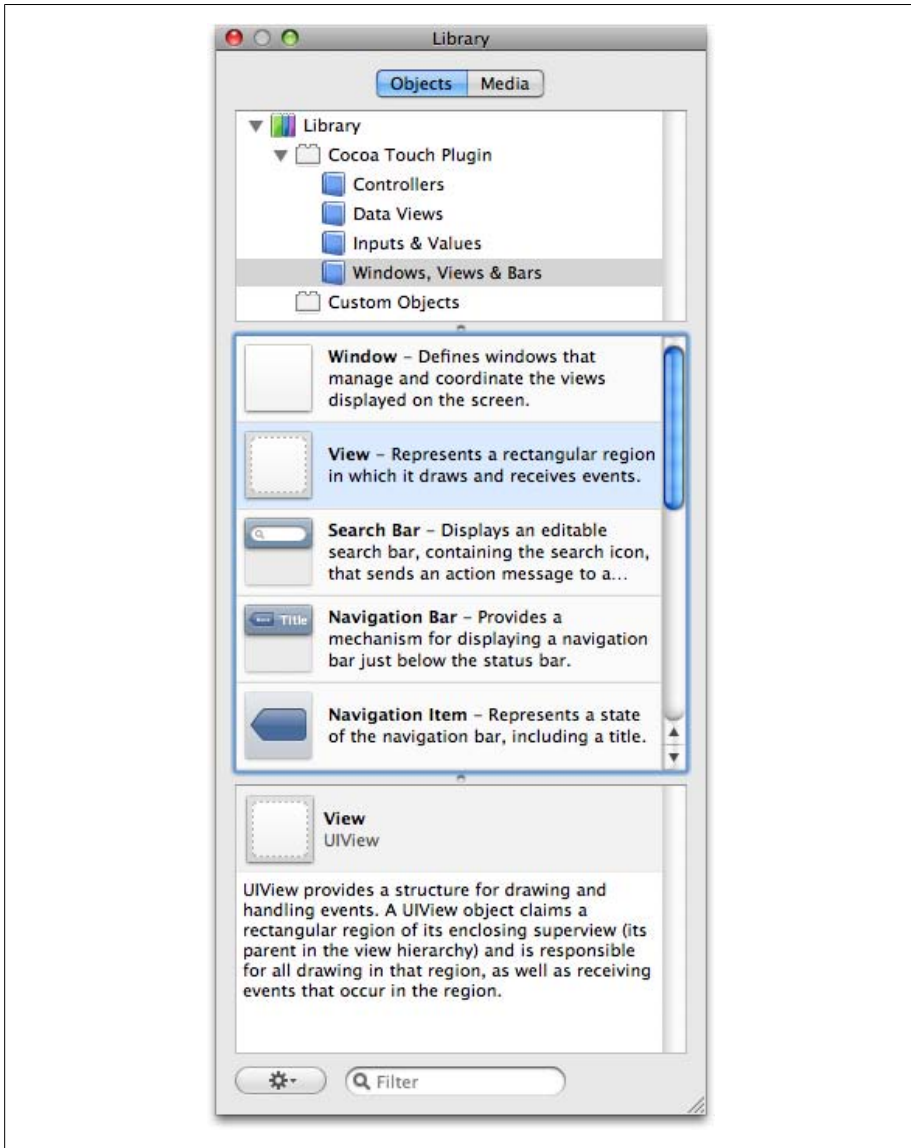 Library
Objects Media
Library
Cocoa Touch Plugin
Controllers
Data Views
Inputs & Values
Windows, Views & Bars
Custom Objects
Window – Defines windows that
manage and coordinate the views
displayed on the screen.
View – Represents a rectangular region
in which it draws and receives events.
Search Bar – Displays an editable
search bar, containing the search icon,
that sends an action message to a...
Title
Navigation Bar – Provides a
mechanism for displaying a navigation
bar just below the status bar.
Navigation Item – Represents a state
of the navigation bar, including a title.
View
UIView
UIView provides a structure for drawing and
handling events. A UIView object claims a
rectangular region of its enclosing superview (its
parent in the view hierarchy) and is responsible
for all drawing in that region, as well as receiving
events that occur in the region.
Filter